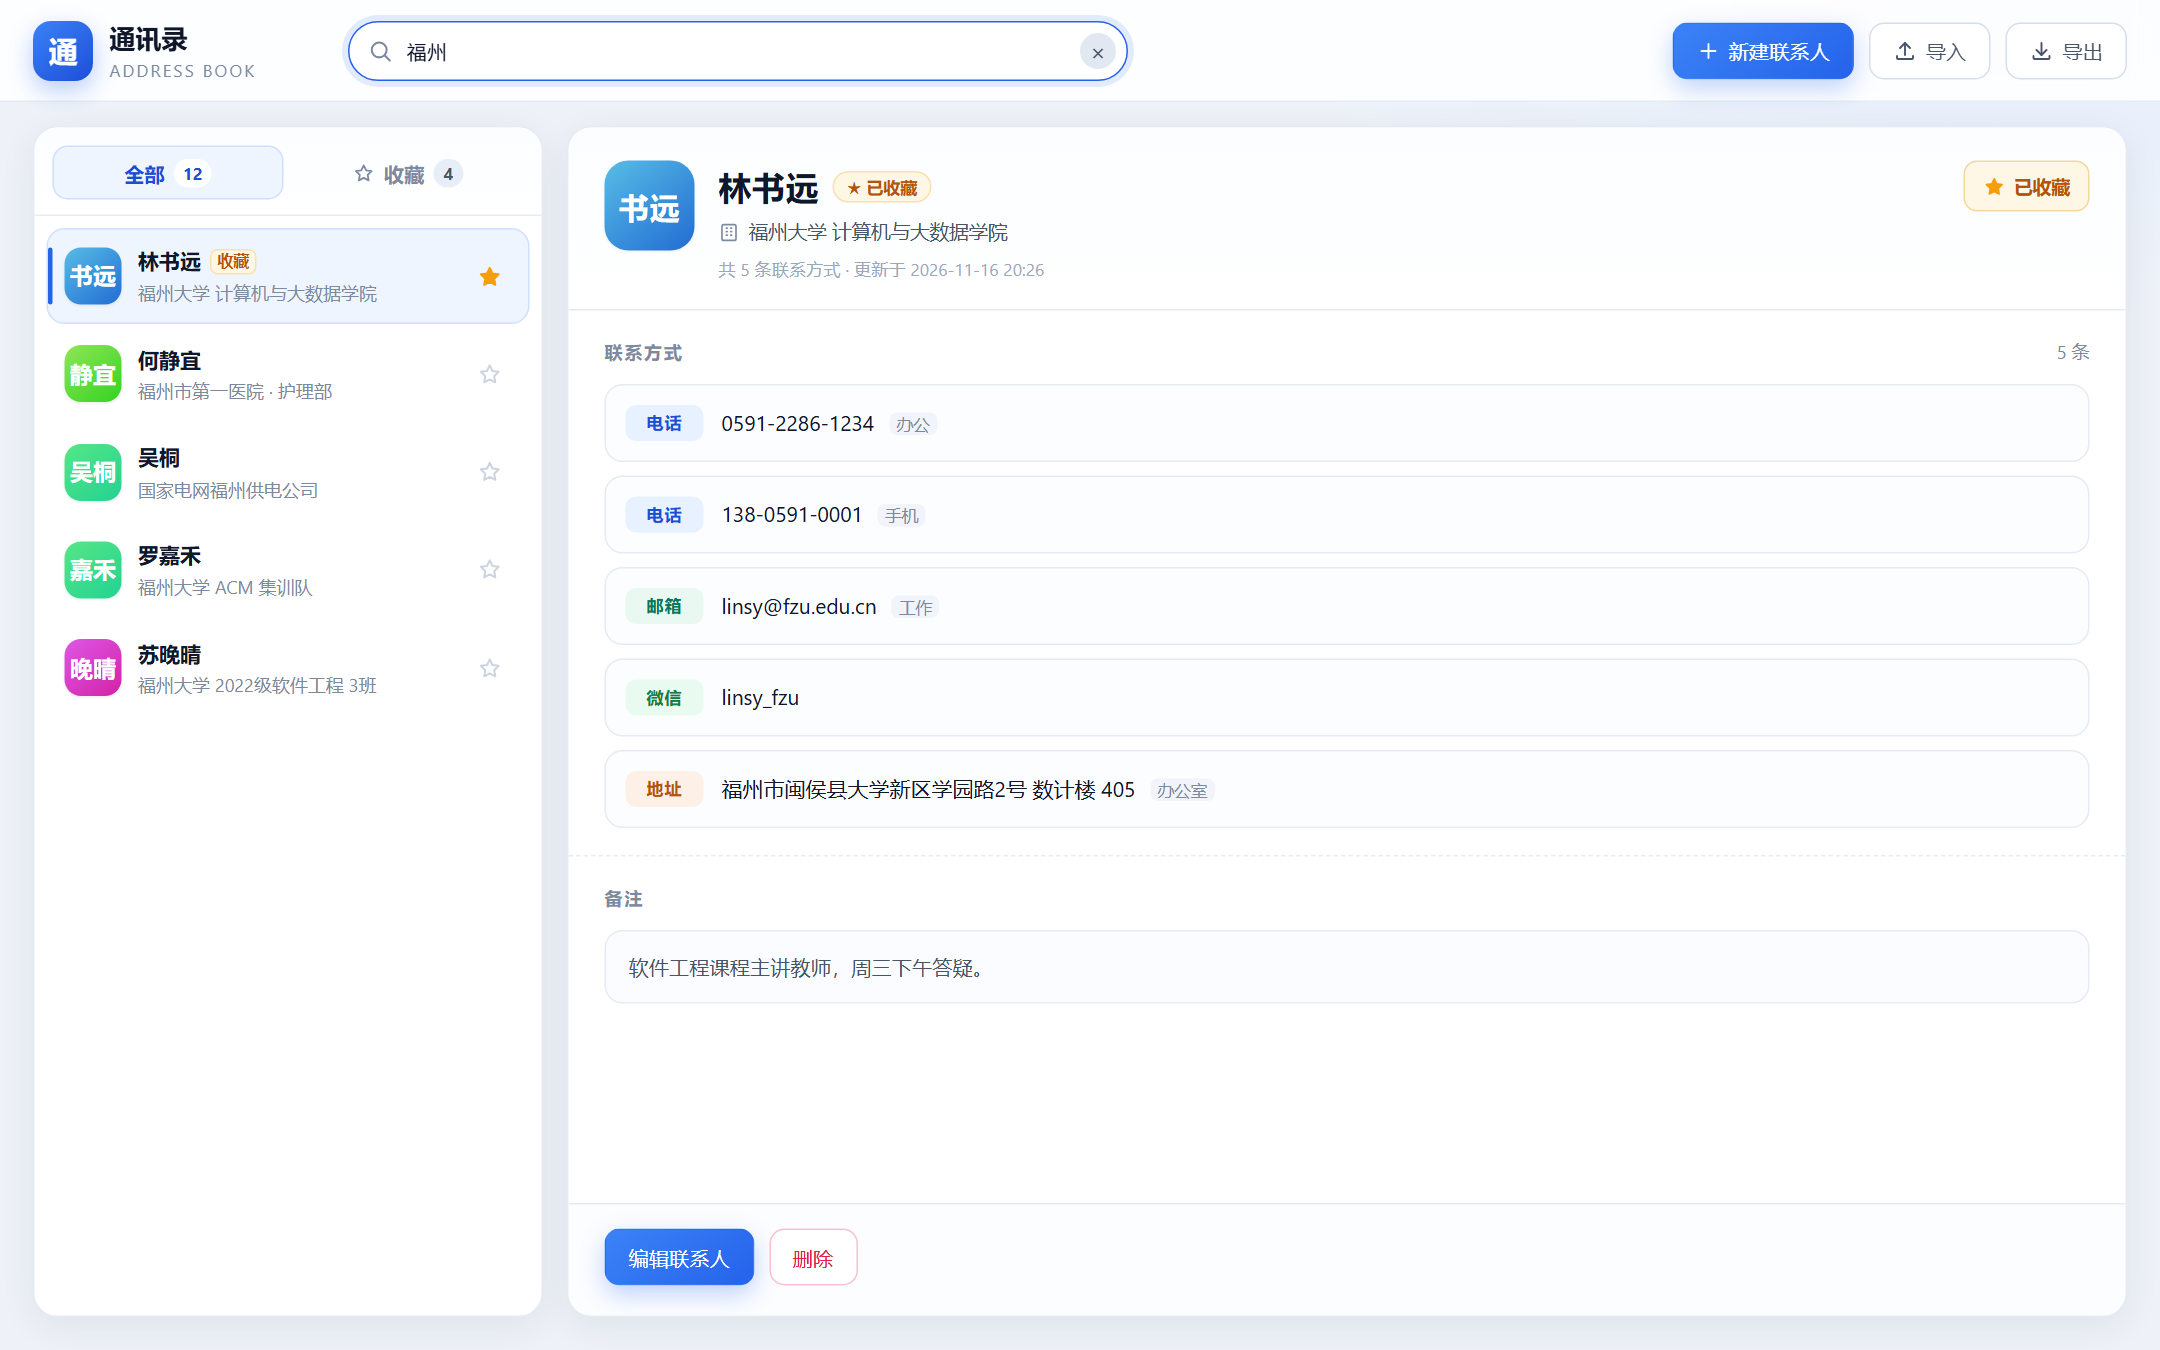 通
通讯录
ADDRESS BOOK
福州
新建联系人
导入
导出
全部 12
收藏 4
书远
林书远 收藏
福州大学 计算机与大数据学院
静宜
何静宜
福州市第一医院 · 护理部
吴桐
吴桐
国家电网福州供电公司
嘉禾
罗嘉禾
福州大学 ACM 集训队
晚晴
苏晚晴
福州大学 2022级软件工程 3班
书远
林书远 ★ 已收藏
福州大学 计算机与大数据学院
共 5 条联系方式 · 更新于 2026-11-16 20:26
已收藏
联系方式 5 条
电话 0591-2286-1234 办公
电话 138-0591-0001 手机
邮箱 linsy@fzu.edu.cn 工作
微信 linsy_fzu
地址 福州市闽侯县大学新区学园路2号 数计楼 405 办公室
备注
软件工程课程主讲教师，周三下午答疑。
编辑联系人
删除